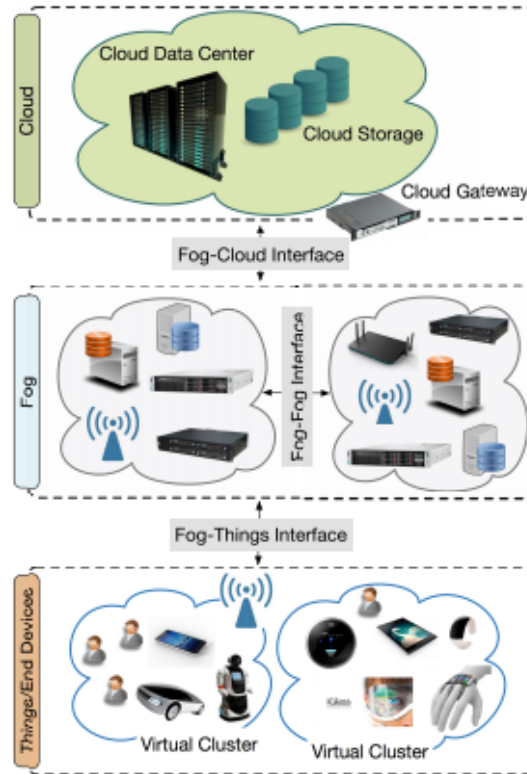 Cloud
Cloud Data Center
Cloud Storage
Cloud Gateway
Fog-Cloud Interface
Fog
Fog-Fog Interface
Fog-Things Interface
Things/End Devices
Virtual Cluster
Virtual Cluster